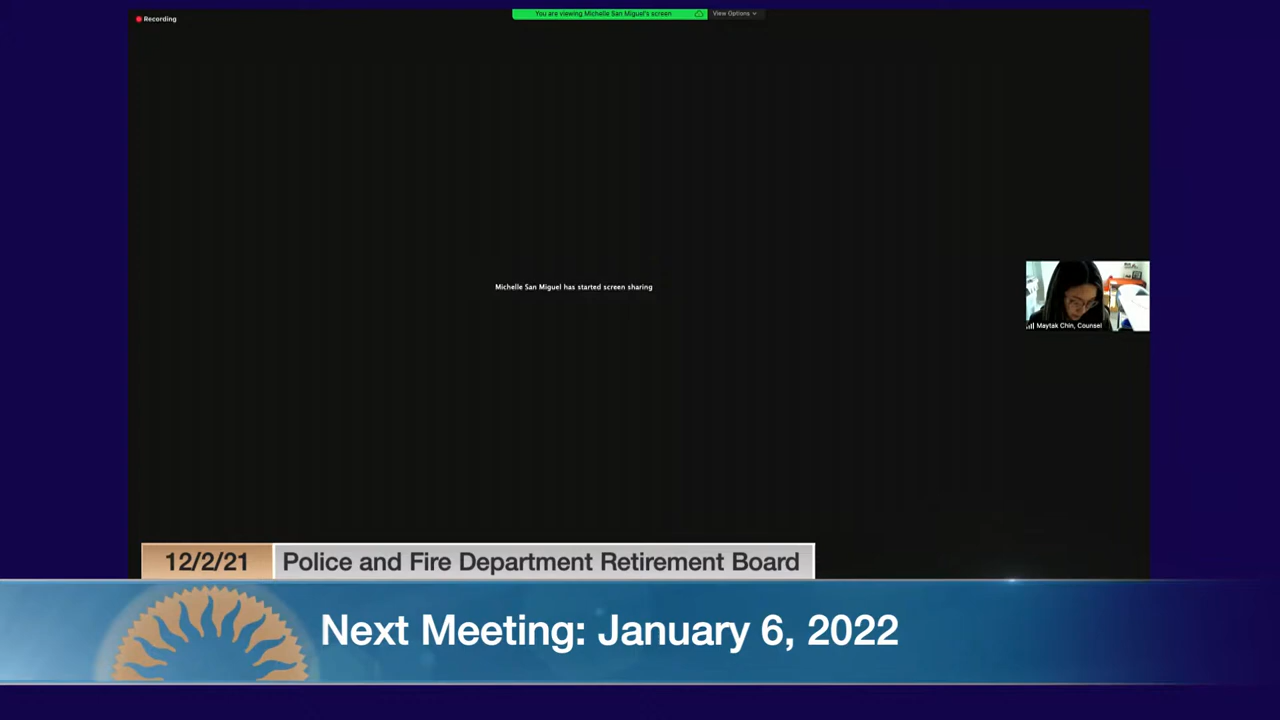 Recording
You are viewing Michelle San Miguel's screen
View Options
Michelle San Miguel has started screen sharing
Maytak Chin, Counsel
12/2/21
Police and Fire Department Retirement Board
Next Meeting: January 6, 2022